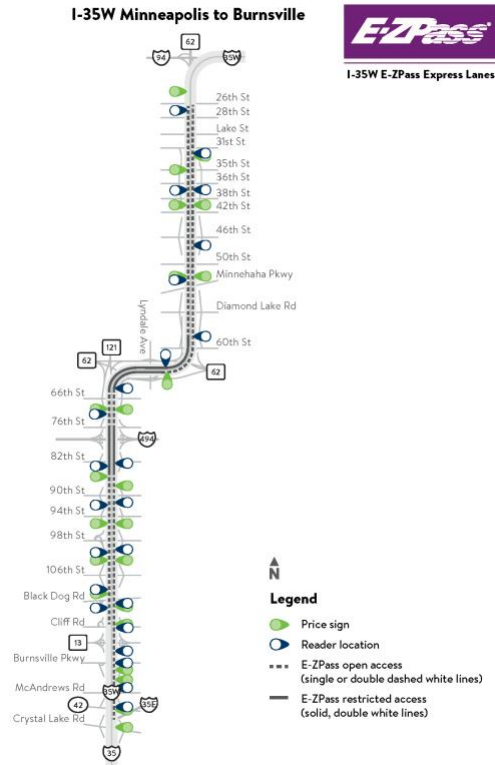 I-35W Minneapolis to Burnsville
E-ZPass
I-35W E-ZPass Express Lanes
62
94
35W
26th St
28th St
Lake St
31st St
35th St
36th St
38th St
42th St
46th St
50th St
Minnehaha Pkwy
Diamond Lake Rd
Lyndale Ave
60th St
121
62
62
66th St
76th St
494
82th St
90th St
94th St
98th St
106th St
Black Dog Rd
Cliff Rd
13
Burnsville Pkwy
McAndrews Rd
35W
42
35E
Crystal Lake Rd
35
N
Legend
Price sign
Reader location
E-ZPass open access
(single or double dashed white lines)
E-ZPass restricted access
(solid, double white lines)